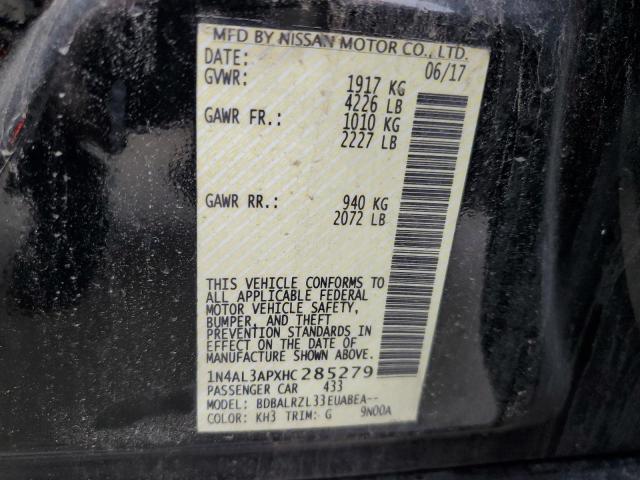 MFD BY NISSAN MOTOR CO., LTD.
DATE: 06/17
GVWR: 1917 KG
4226 LB
GAWR FR.: 1010 KG
2227 LB
GAWR RR.: 940 KG
2072 LB
THIS VEHICLE CONFORMS TO
ALL APPLICABLE FEDERAL
MOTOR VEHICLE SAFETY,
BUMPER, AND THEFT
PREVENTION STANDARDS IN
EFFECT ON THE DATE OF
MANUFACTURE SHOWN ABOVE.
1N4AL3APXHC285279
PASSENGER CAR 433
MODEL: BDBALRZL33EUABEA--
COLOR: KH3 TRIM: G 9N00A